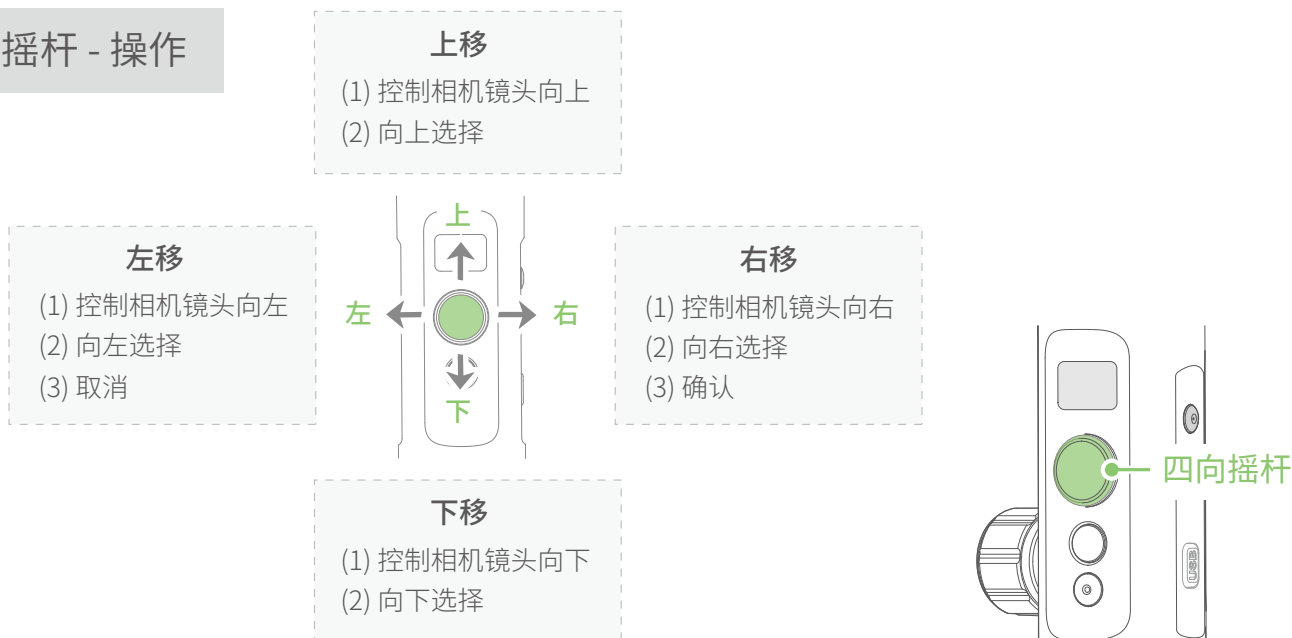 摇杆 - 操作
上移
(1) 控制相机镜头向上
(2) 向上选择
左移
(1) 控制相机镜头向左
(2) 向左选择
(3) 取消
上
左
右
下
右移
(1) 控制相机镜头向右
(2) 向右选择
(3) 确认
下移
(1) 控制相机镜头向下
(2) 向下选择
四向摇杆
USB